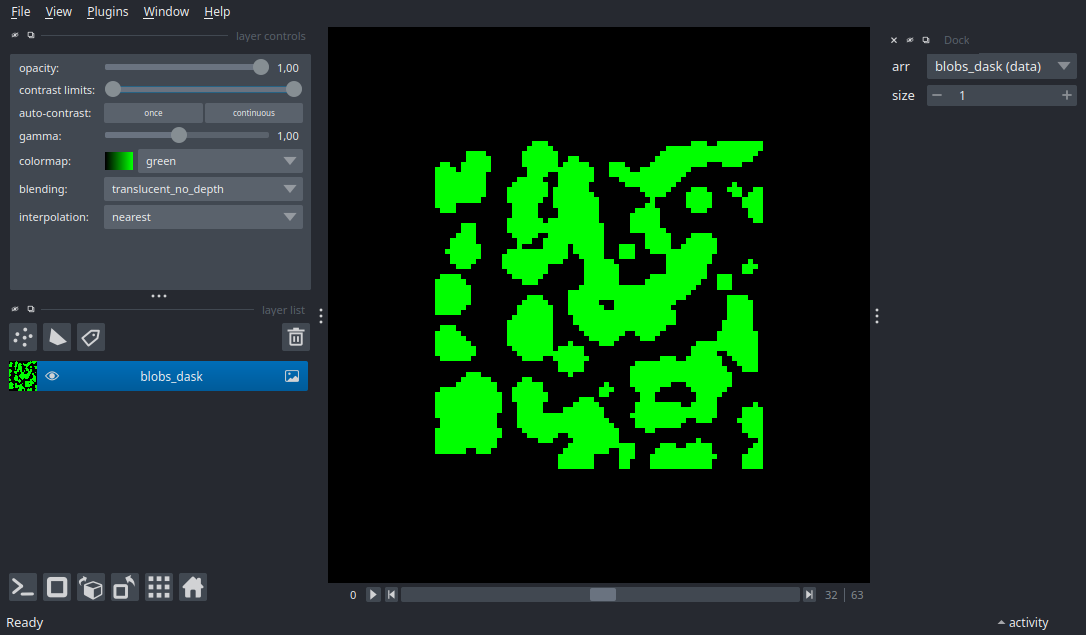 File View Plugins Window Help
layer controls
opacity: 1,00
contrast limits:
auto-contrast: once continuous
gamma: 1,00
colormap: green
blending: translucent_no_depth
interpolation: nearest
layer list
blobs_dask
Dock
arr blobs_dask (data)
size 1
0 32 63
Ready
activity